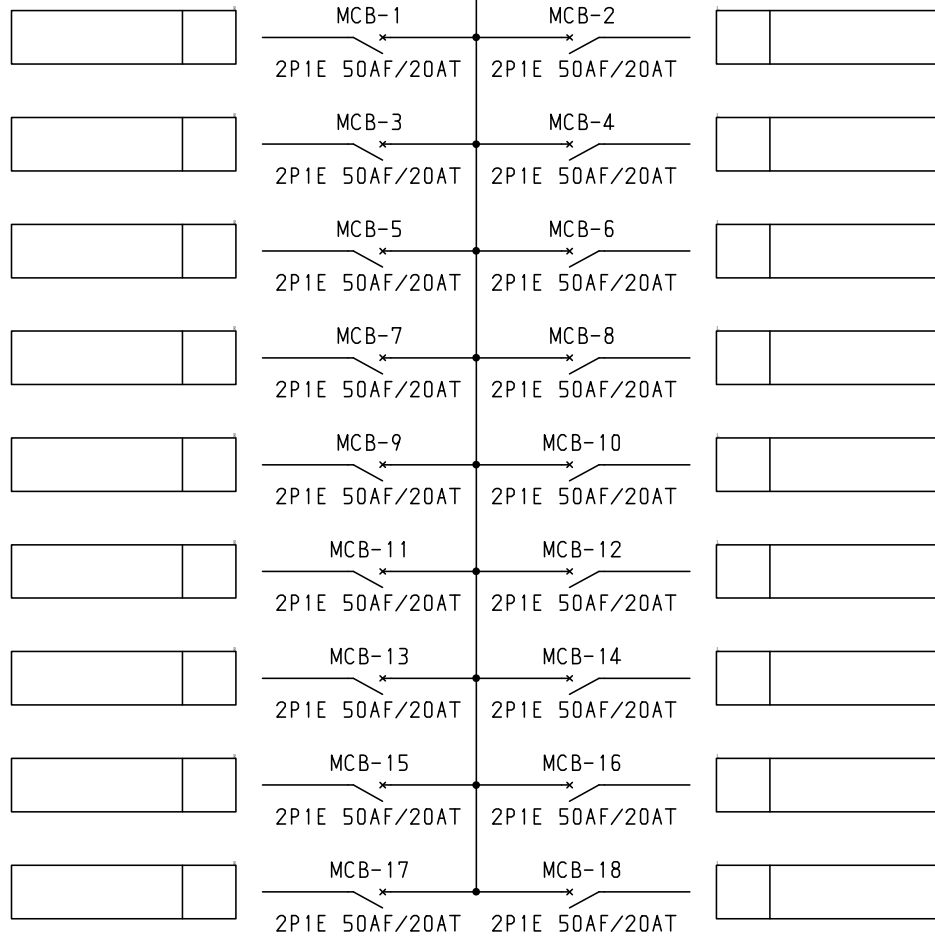 MCB-1 MCB-2
2P1E 50AF/20AT 2P1E 50AF/20AT
MCB-3 MCB-4
2P1E 50AF/20AT 2P1E 50AF/20AT
MCB-5 MCB-6
2P1E 50AF/20AT 2P1E 50AF/20AT
MCB-7 MCB-8
2P1E 50AF/20AT 2P1E 50AF/20AT
MCB-9 MCB-10
2P1E 50AF/20AT 2P1E 50AF/20AT
MCB-11 MCB-12
2P1E 50AF/20AT 2P1E 50AF/20AT
MCB-13 MCB-14
2P1E 50AF/20AT 2P1E 50AF/20AT
MCB-15 MCB-16
2P1E 50AF/20AT 2P1E 50AF/20AT
MCB-17 MCB-18
2P1E 50AF/20AT 2P1E 50AF/20AT